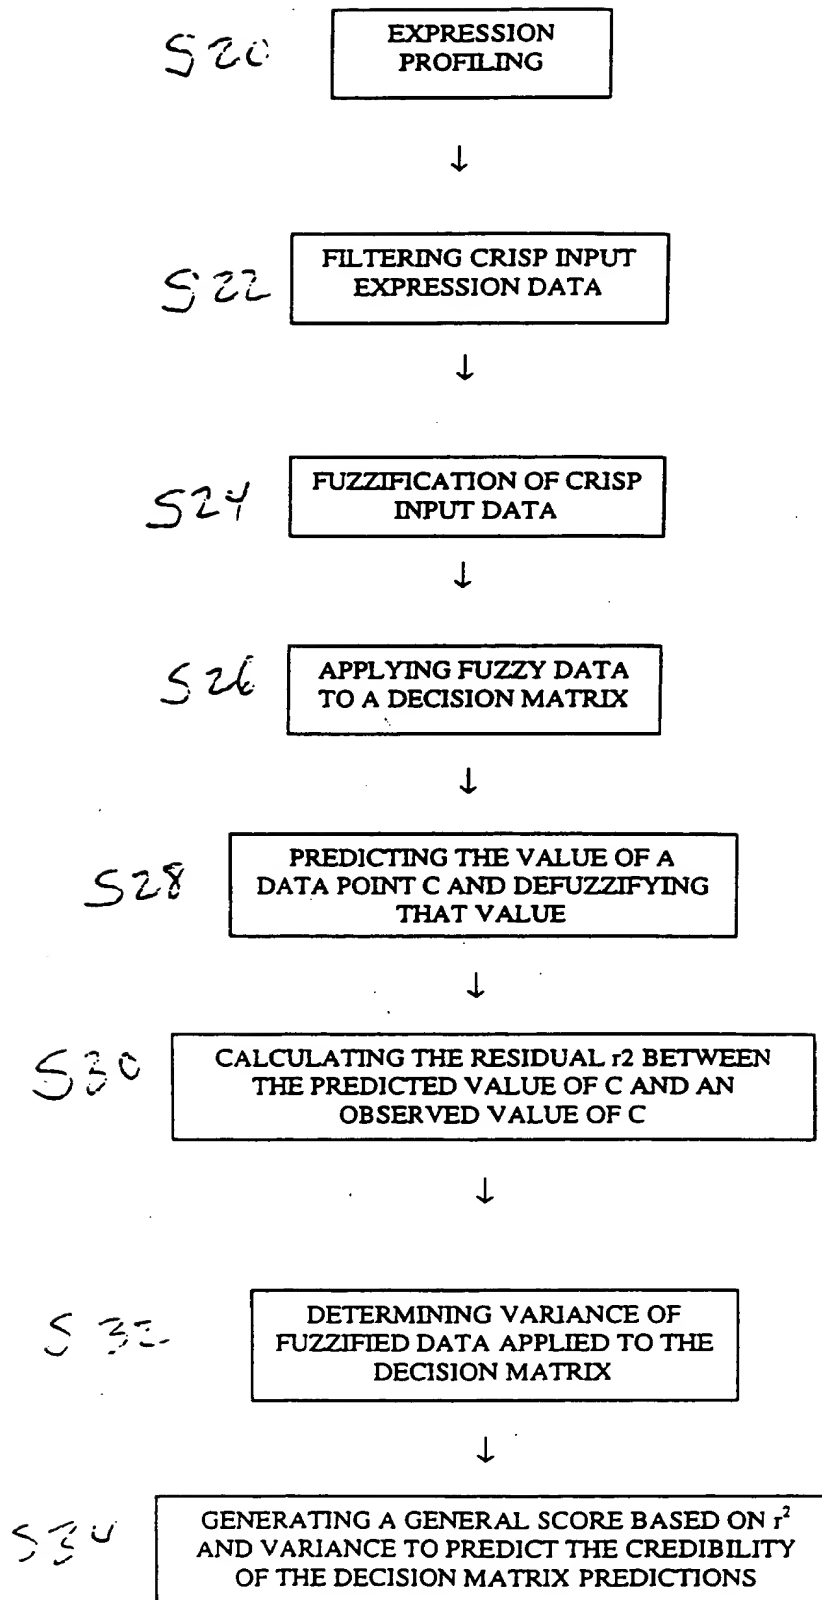 S20
EXPRESSION
PROFILING
↓
S22
FILTERING CRISP INPUT
EXPRESSION DATA
↓
S24
FUZZIFICATION OF CRISP
INPUT DATA
↓
S26
APPLYING FUZZY DATA
TO A DECISION MATRIX
↓
S28
PREDICTING THE VALUE OF A
DATA POINT C AND DEFUZZIFYING
THAT VALUE
↓
S30
CALCULATING THE RESIDUAL r2 BETWEEN
THE PREDICTED VALUE OF C AND AN
OBSERVED VALUE OF C
↓
S32
DETERMINING VARIANCE OF
FUZZIFIED DATA APPLIED TO THE
DECISION MATRIX
↓
S34
GENERATING A GENERAL SCORE BASED ON r²
AND VARIANCE TO PREDICT THE CREDIBILITY
OF THE DECISION MATRIX PREDICTIONS